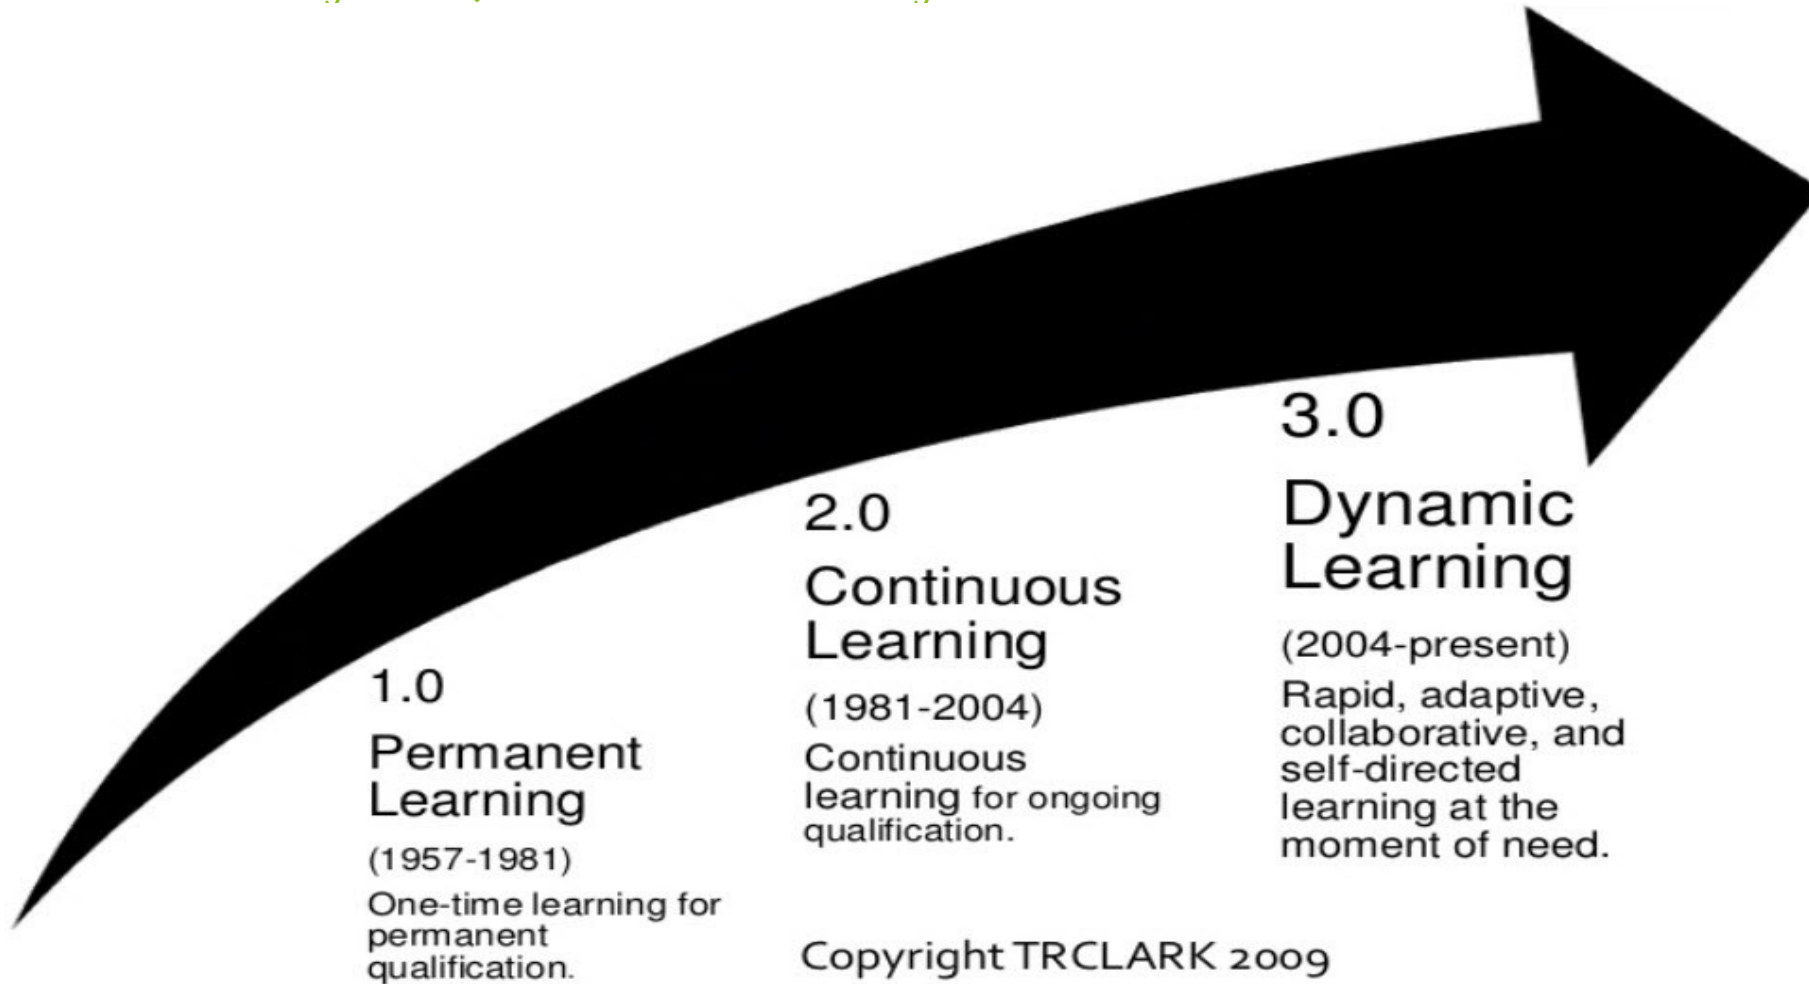 1.0
Permanent
Learning
(1957-1981)
One-time learning for
permanent
qualification.
2.0
Continuous
Learning
(1981-2004)
Continuous
learning for ongoing
qualification.
3.0
Dynamic
Learning
(2004-present)
Rapid, adaptive,
collaborative, and
self-directed
learning at the
moment of need.
Copyright TRCLARK 2009